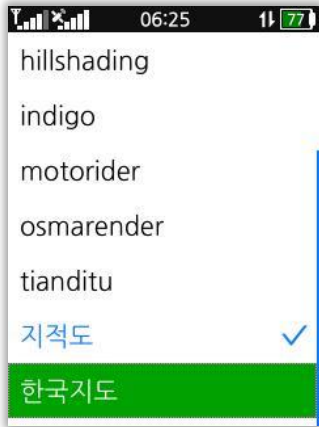 06:25 77
hillshading
indigo
motorider
osmarender
tianditu
지적도
한국지도